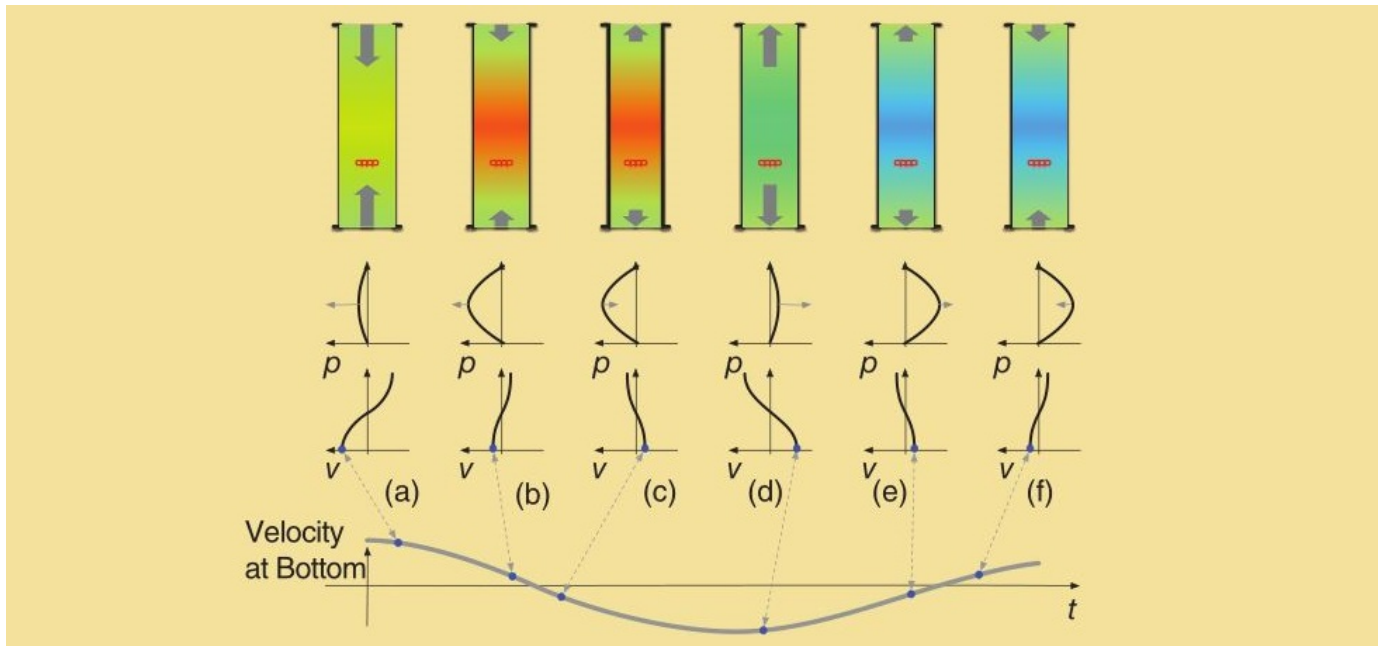 p p p p p p
v v v v v v
(a) (b) (c) (d) (e) (f)
Velocity
at Bottom
t